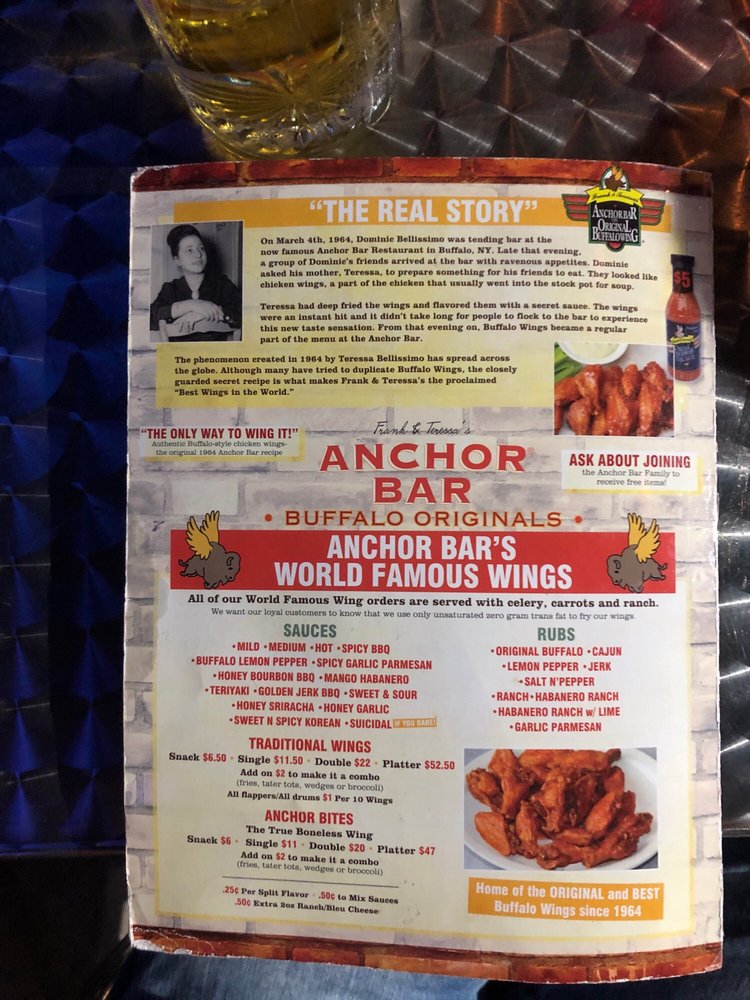 "THE REAL STORY"
Frank & Teressa's
ANCHOR BAR
ORIGINAL
BUFFALO WING
On March 4th, 1964, Dominic Bellissimo was tending bar at the
now famous Anchor Bar Restaurant in Buffalo, NY. Late that evening,
a group of Dominic's friends arrived at the bar with ravenous appetites. Dominic
asked his mother, Teressa, to prepare something for his friends to eat. They looked like
chicken wings, a part of the chicken that usually went into the stock pot for soup.
Teressa had deep fried the wings and flavored them with a secret sauce. The wings
were an instant hit and it didn't take long for people to flock to the bar to experience
this new taste sensation. From that evening on, Buffalo Wings became a regular
part of the menu at the Anchor Bar.
$5
The phenomenon created in 1964 by Teressa Bellissimo has spread across
the globe. Although many have tried to duplicate Buffalo Wings, the closely
guarded secret recipe is what makes Frank & Teressa's the proclaimed
"Best Wings in the World."
"THE ONLY WAY TO WING IT!"
Authentic Buffalo-style chicken wings-
the original 1964 Anchor Bar recipe
Frank & Teressa's
ANCHOR
BAR
• BUFFALO ORIGINALS •
ASK ABOUT JOINING
the Anchor Bar Family to
receive free items!
ANCHOR BAR'S
WORLD FAMOUS WINGS
All of our World Famous Wing orders are served with celery, carrots and ranch.
We want our loyal customers to know that we use only unsaturated zero gram trans fat to fry our wings.
SAUCES
•MILD •MEDIUM •HOT •SPICY BBQ
•BUFFALO LEMON PEPPER •SPICY GARLIC PARMESAN
•HONEY BOURBON BBQ •MANGO HABANERO
•TERIYAKI •GOLDEN JERK BBQ •SWEET & SOUR
•HONEY SRIRACHA •HONEY GARLIC
•SWEET N SPICY KOREAN •SUICIDAL IF YOU DARE!
RUBS
•ORIGINAL BUFFALO •CAJUN
•LEMON PEPPER •JERK
•SALT N'PEPPER
•RANCH•HABANERO RANCH
•HABANERO RANCH w/ LIME
•GARLIC PARMESAN
TRADITIONAL WINGS
Snack $6.50 • Single $11.50 • Double $22 • Platter $52.50
Add on $2 to make it a combo
(fries, tater tots, wedges or broccoli)
All flappers/All drums $1 Per 10 Wings
ANCHOR BITES
The True Boneless Wing
Snack $6 • Single $11 • Double $20 • Platter $47
Add on $2 to make it a combo
(fries, tater tots, wedges or broccoli)
.25¢ Per Split Flavor • .50¢ to Mix Sauces
.50¢ Extra 2oz Ranch/Bleu Cheese
Home of the ORIGINAL and BEST
Buffalo Wings since 1964